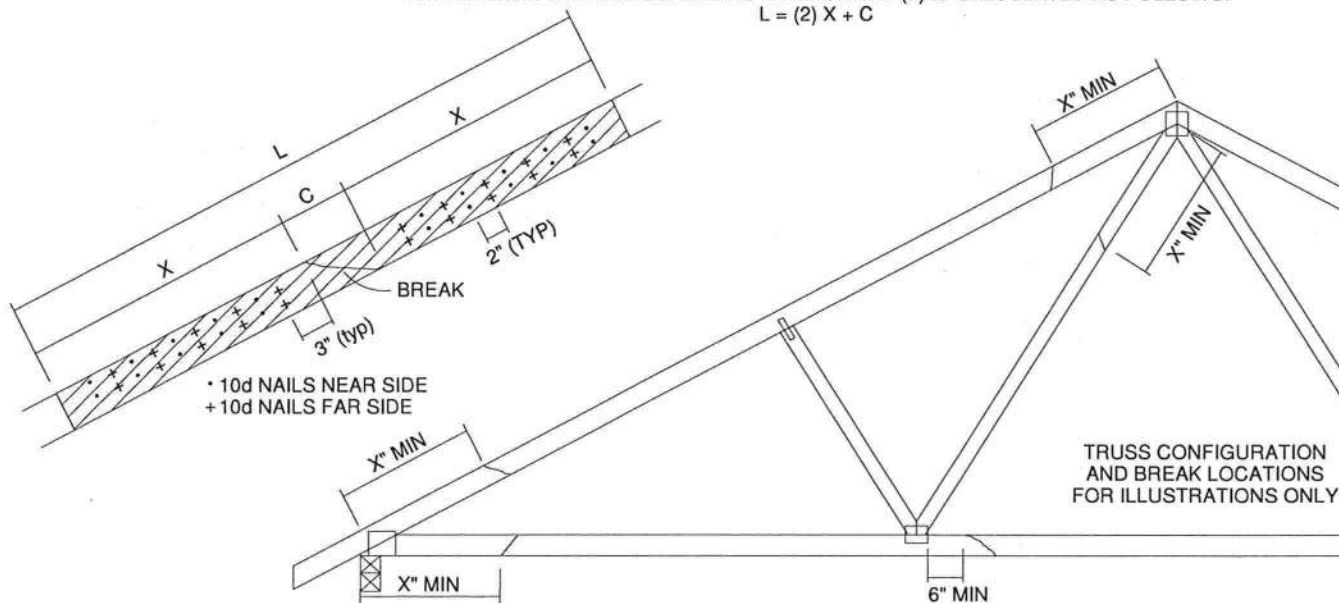 L = (2) X + C
X" MIN
X
L
C
X
2" (TYP)
X" MIN
BREAK
3" (typ)
• 10d NAILS NEAR SIDE
+ 10d NAILS FAR SIDE
X" MIN
TRUSS CONFIGURATION
AND BREAK LOCATIONS
FOR ILLUSTRATIONS ONLY
X" MIN
6" MIN